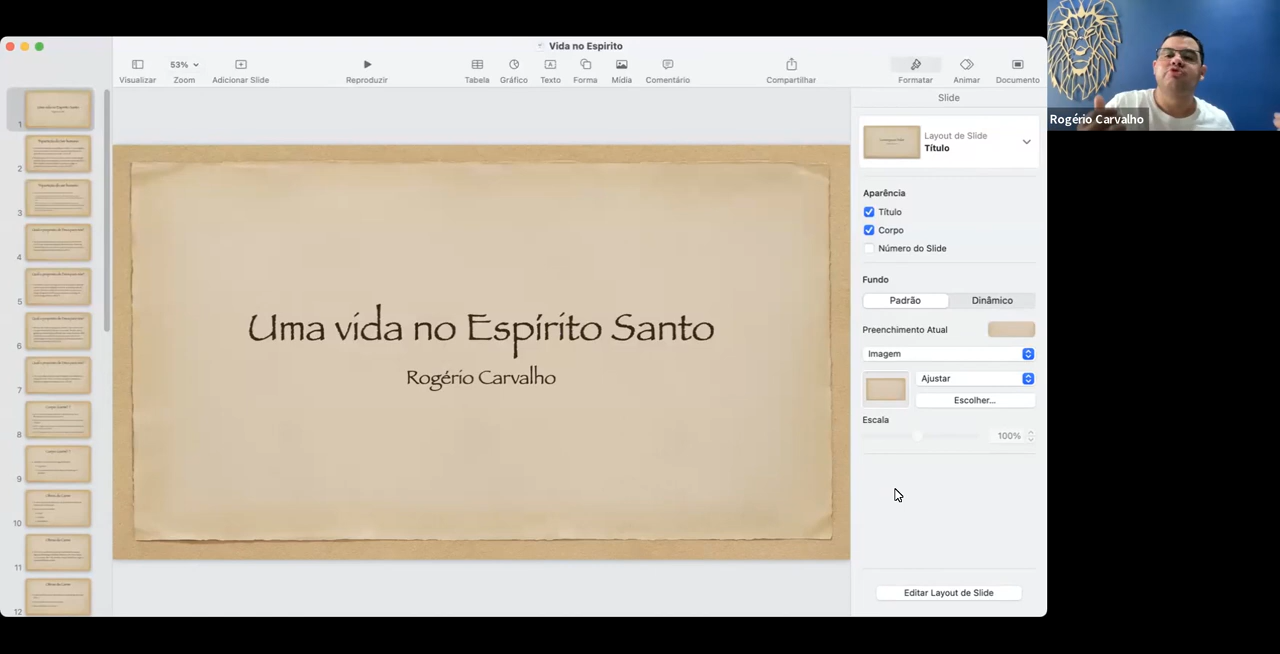 Vida no Espirito
53%
Visualizar
Zoom
Adicionar Slide
Reproduzir
Tabela
Gráfico
Texto
Forma
Mídia
Comentário
Compartilhar
Formatar
Animar
Documento
Rogério Carvalho
Slide
Layout de Slide
Título
Aparência
Título
Corpo
Número do Slide
Fundo
Padrão
Dinâmico
Preenchimento Atual
Imagem
Ajustar
Escolher...
Escala
100%
Editar Layout de Slide
Uma vida no Espírito Santo
Rogério Carvalho
1
2
3
4
5
6
7
8
9
10
11
12